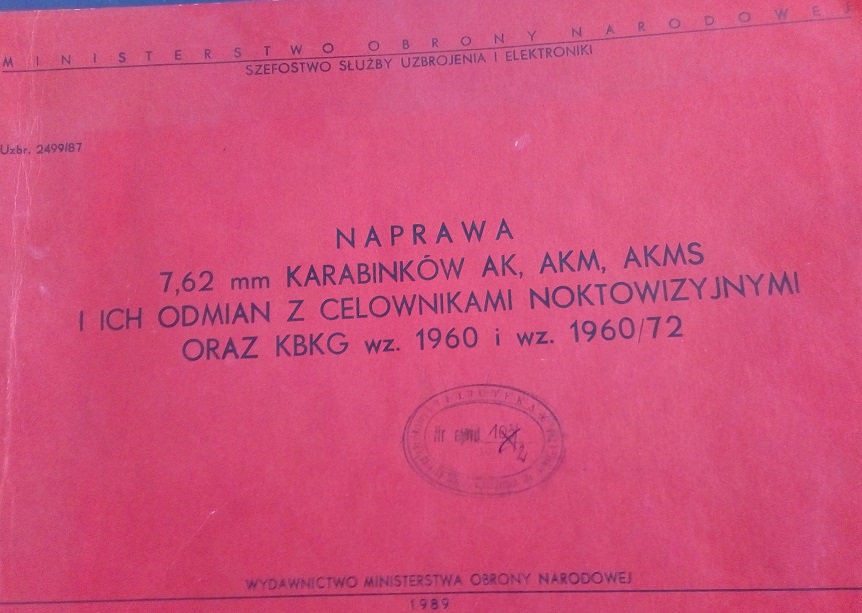 MINISTERSTWO OBRONY NARODOWEJ
SZEFOSTWO SŁUŻBY UZBROJENIA I ELEKTRONIKI
Uzbr. 2499/87
NAPRAWA
7,62 mm KARABINKÓW AK, AKM, AKMS
I ICH ODMIAN Z CELOWNIKAMI NOKTOWIZYJNYMI
ORAZ KBKG wz. 1960 i wz. 1960/72
Nr
WYDAWNICTWO MINISTERSTWA OBRONY NARODOWEJ
1989